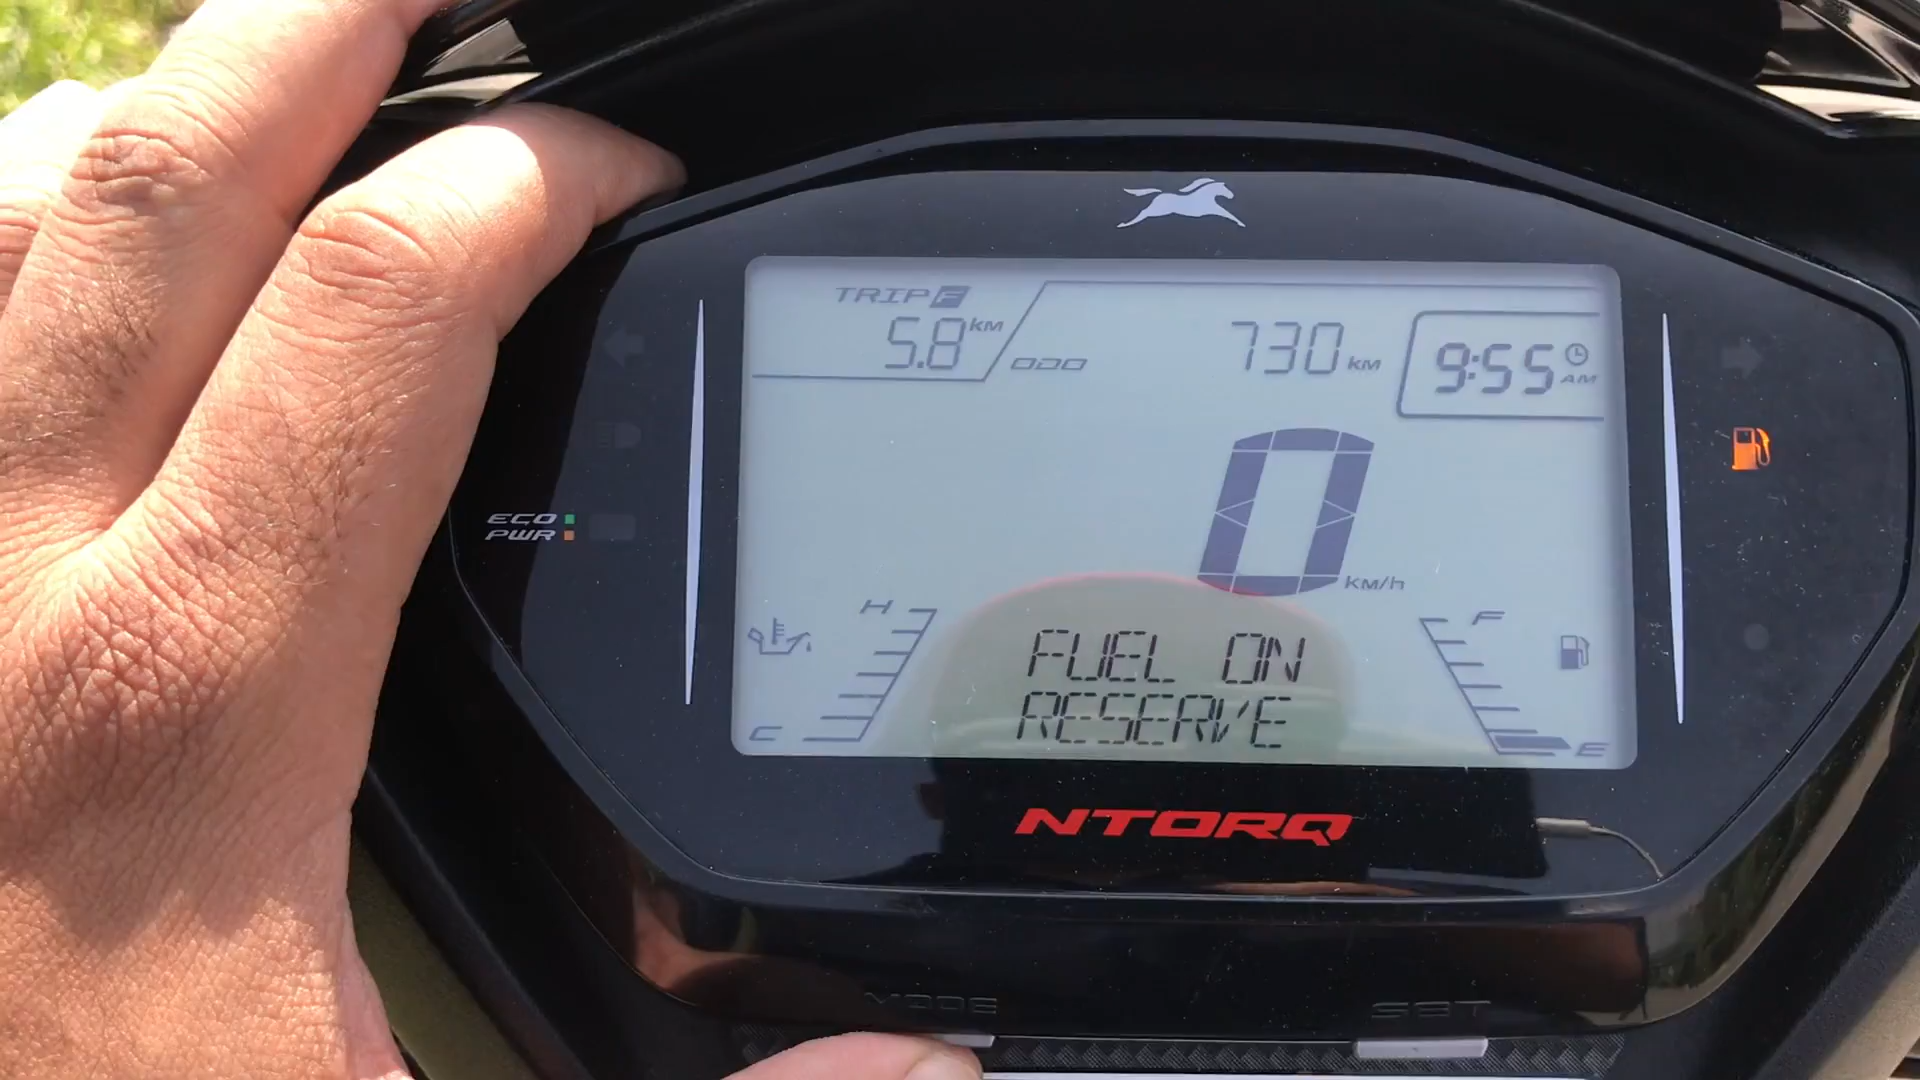 TRIP F
5.8 KM
ODO 730 KM
9:55 AM
0 KM/H
ECO
PWR
H
C
F
E
FUEL ON
RESERVE
NTORQ
MODE
SET